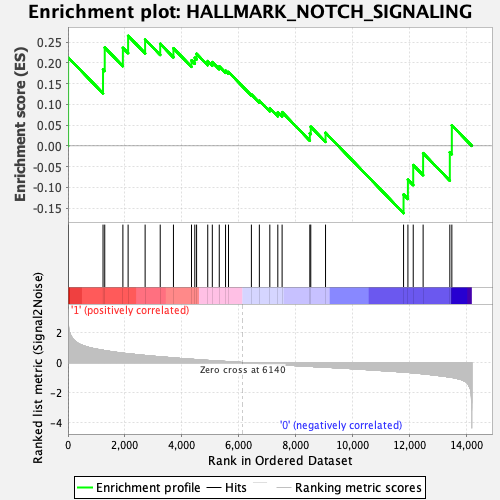 Enrichment plot: HALLMARK_NOTCH_SIGNALING
Enrichment score (ES)
0.25
0.20
0.15
0.10
0.05
0.00
-0.05
-0.10
-0.15
'1' (positively correlated)
Ranked list metric (Signal2Noise)
2
0
-2
-4
Zero cross at 6140
'0' (negatively correlated)
0
2,000
4,000
6,000
8,000
10,000
12,000
14,000
Rank in Ordered Dataset
Enrichment profile
Hits
Ranking metric scores